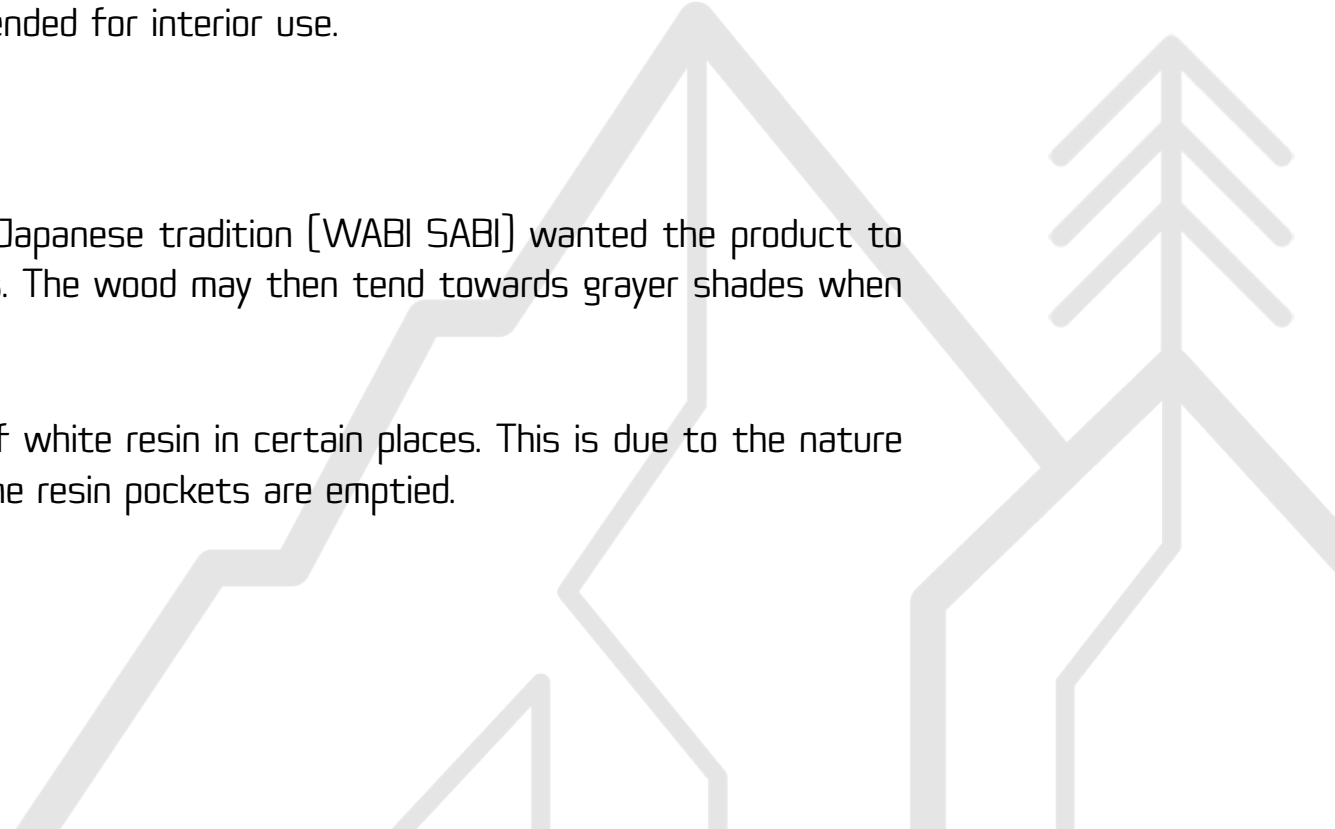 ended for interior use.
Japanese tradition [WABI SABI] wanted the product to
. The wood may then tend towards grayer shades when
f white resin in certain places. This is due to the nature
he resin pockets are emptied.